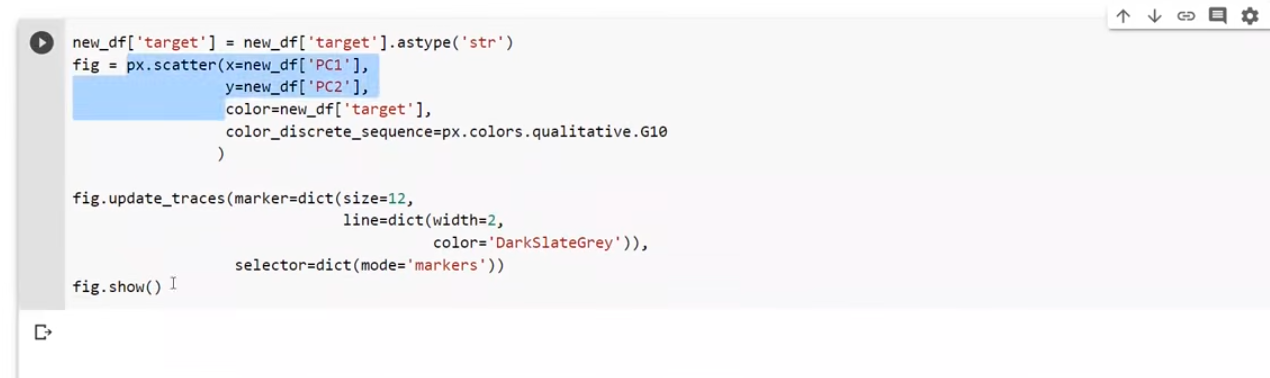 new_df['target'] = new_df['target'].astype('str')
fig = px.scatter(x=new_df['PC1'],
y=new_df['PC2'],
color=new_df['target'],
color_discrete_sequence=px.colors.qualitative.G10
)
fig.update_traces(marker=dict(size=12,
line=dict(width=2,
color='DarkSlateGrey')),
selector=dict(mode='markers'))
fig.show()